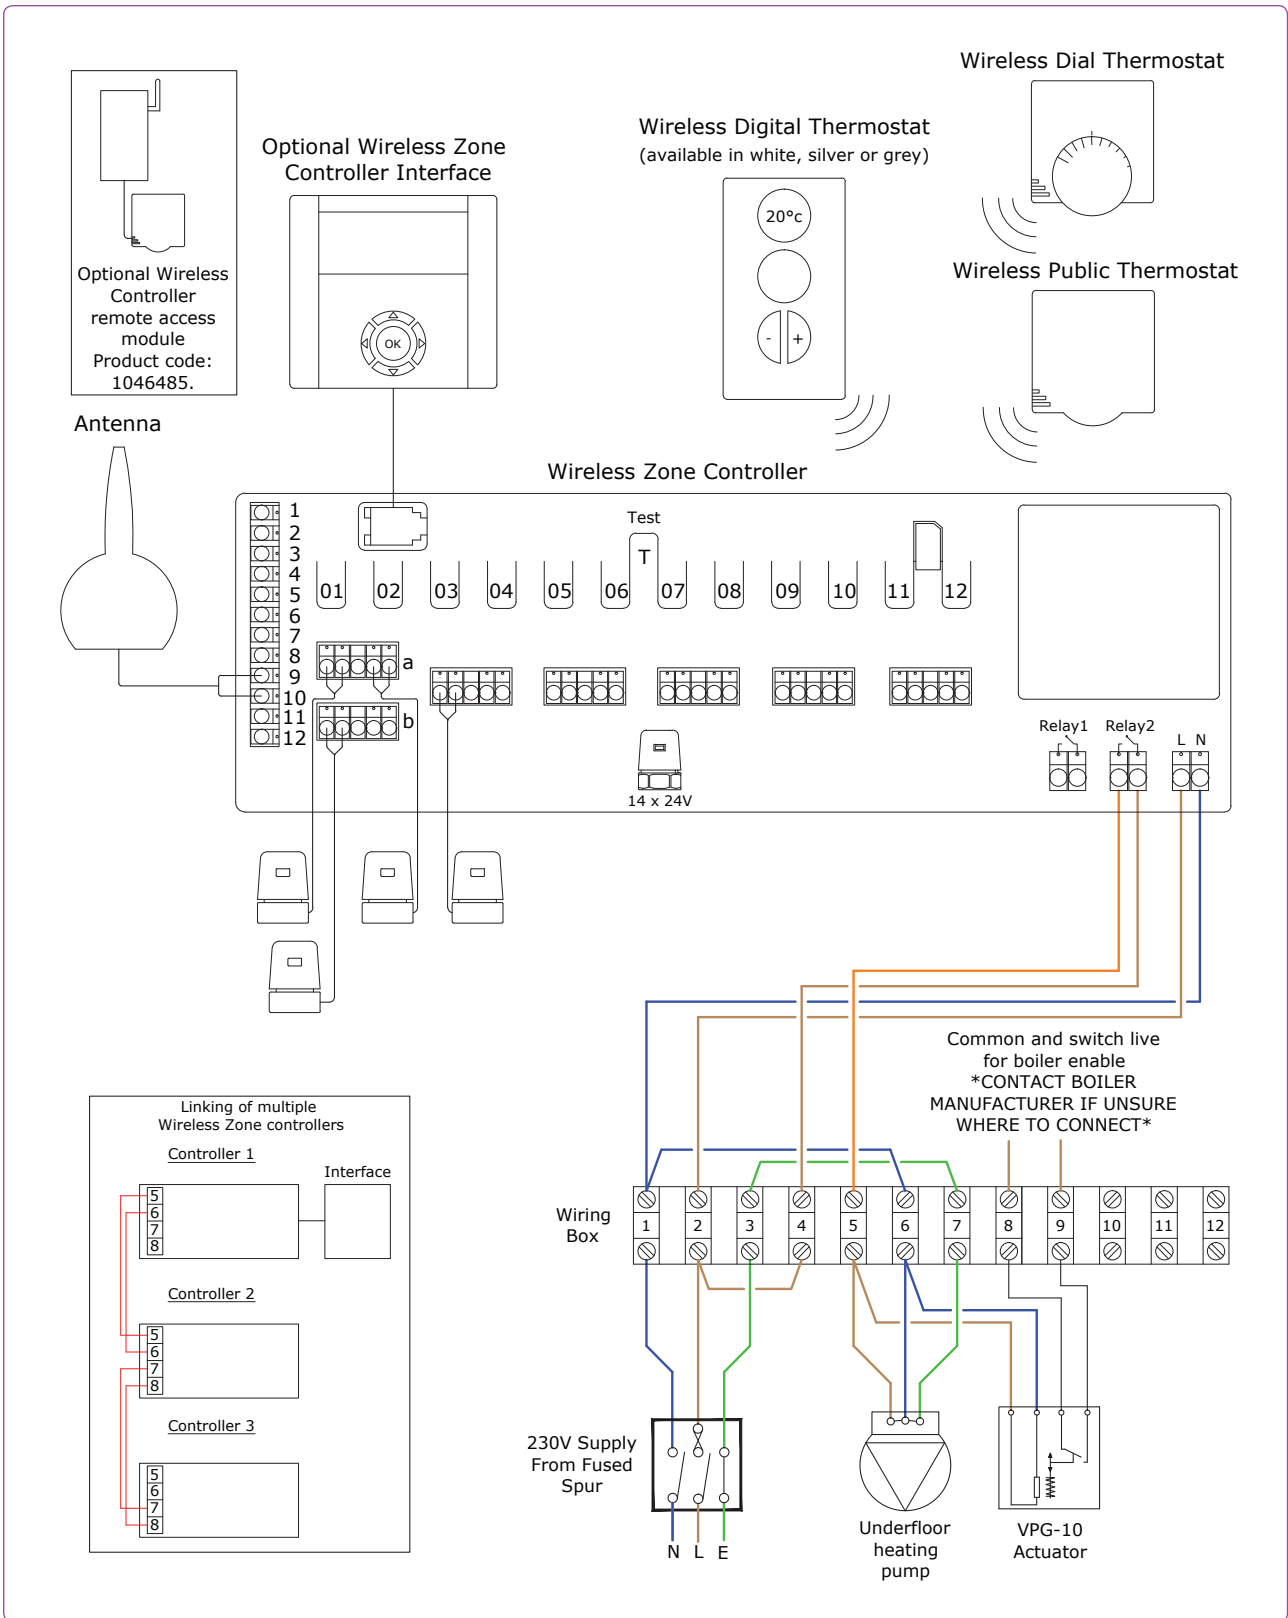 Wireless Dial Thermostat
Wireless Digital Thermostat
(available in white, silver or grey)
20°c
- +
Optional Wireless Zone
Controller Interface
OK
Optional Wireless
Controller
remote access
module
Product code:
1046485.
Wireless Public Thermostat
Antenna
Wireless Zone Controller
1
2
3
4
5
6
7
8
9
10
11
12
Test
T
01 02 03 04 05 06 07 08 09 10 11 12
a
b
14 x 24V
Relay1 Relay2 L N
Common and switch live
for boiler enable
*CONTACT BOILER
MANUFACTURER IF UNSURE
WHERE TO CONNECT*
Linking of multiple
Wireless Zone controllers
Controller 1
Interface
5
6
7
8
Controller 2
5
6
7
8
Controller 3
5
6
7
8
Wiring
Box
1 2 3 4 5 6 7 8 9 10 11 12
230V Supply
From Fused
Spur
N L E
Underfloor
heating
pump
VPG-10
Actuator